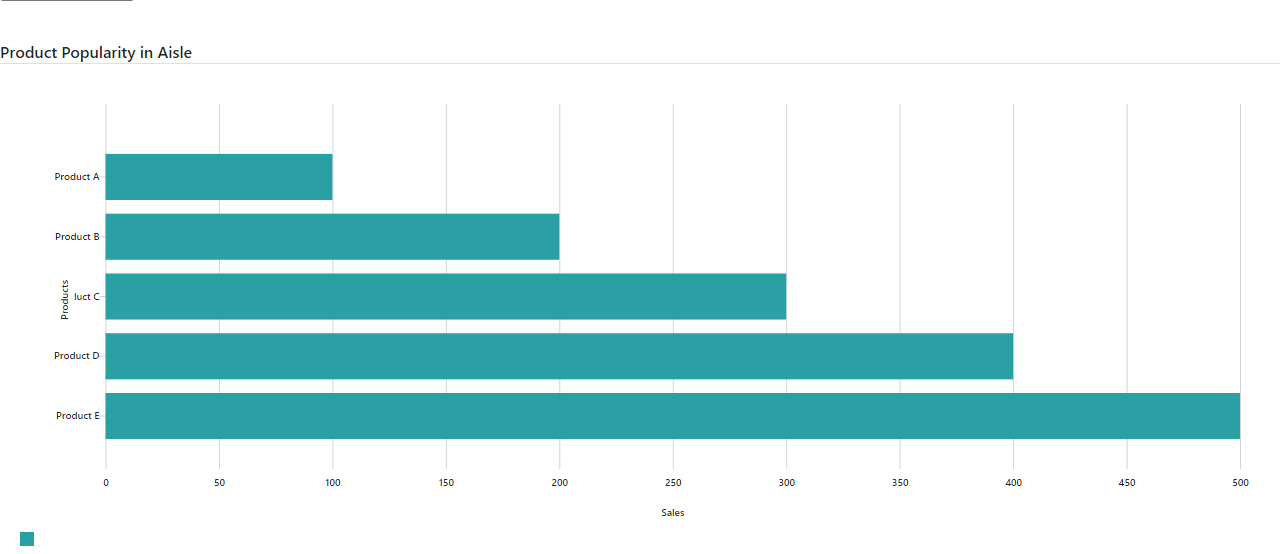 Product Popularity in Aisle
Product A
Product B
Products
luct C
Product D
Product E
0 50 100 150 200 250 300 350 400 450 500
Sales